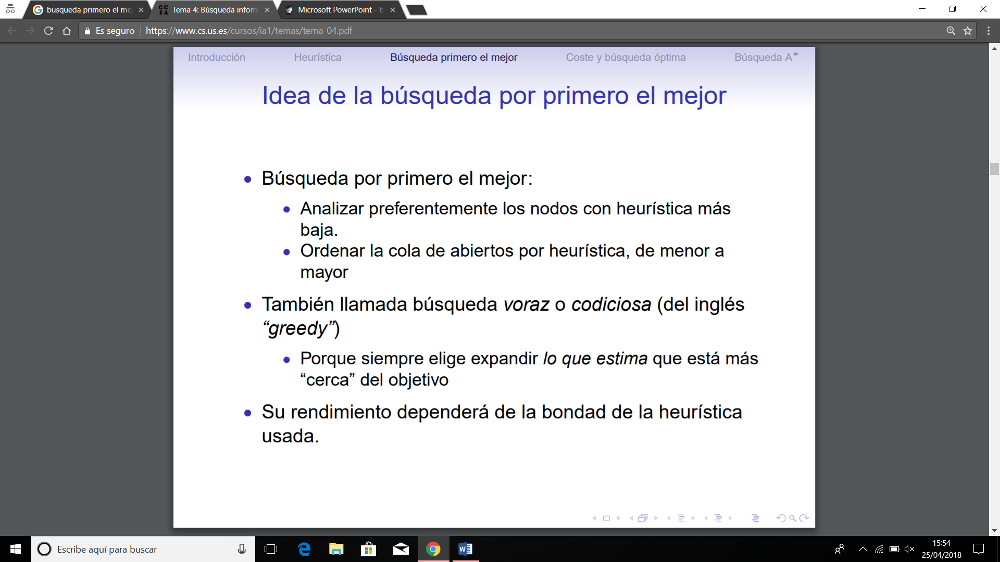 busqueda primero el me
Tema 4: Búsqueda inform
Microsoft PowerPoint - b
Es seguro
https://www.cs.us.es/cursos/ia1/temas/tema-04.pdf
Introducción
Heurística
Búsqueda primero el mejor
Coste y búsqueda óptima
Búsqueda A*
Idea de la búsqueda por primero el mejor
• Búsqueda por primero el mejor:
• Analizar preferentemente los nodos con heurística más
baja.
• Ordenar la cola de abiertos por heurística, de menor a
mayor
• También llamada búsqueda voraz o codiciosa (del inglés
“greedy”)
• Porque siempre elige expandir lo que estima que está más
“cerca” del objetivo
• Su rendimiento dependerá de la bondad de la heurística
usada.
Escribe aquí para buscar
15:54
25/04/2018